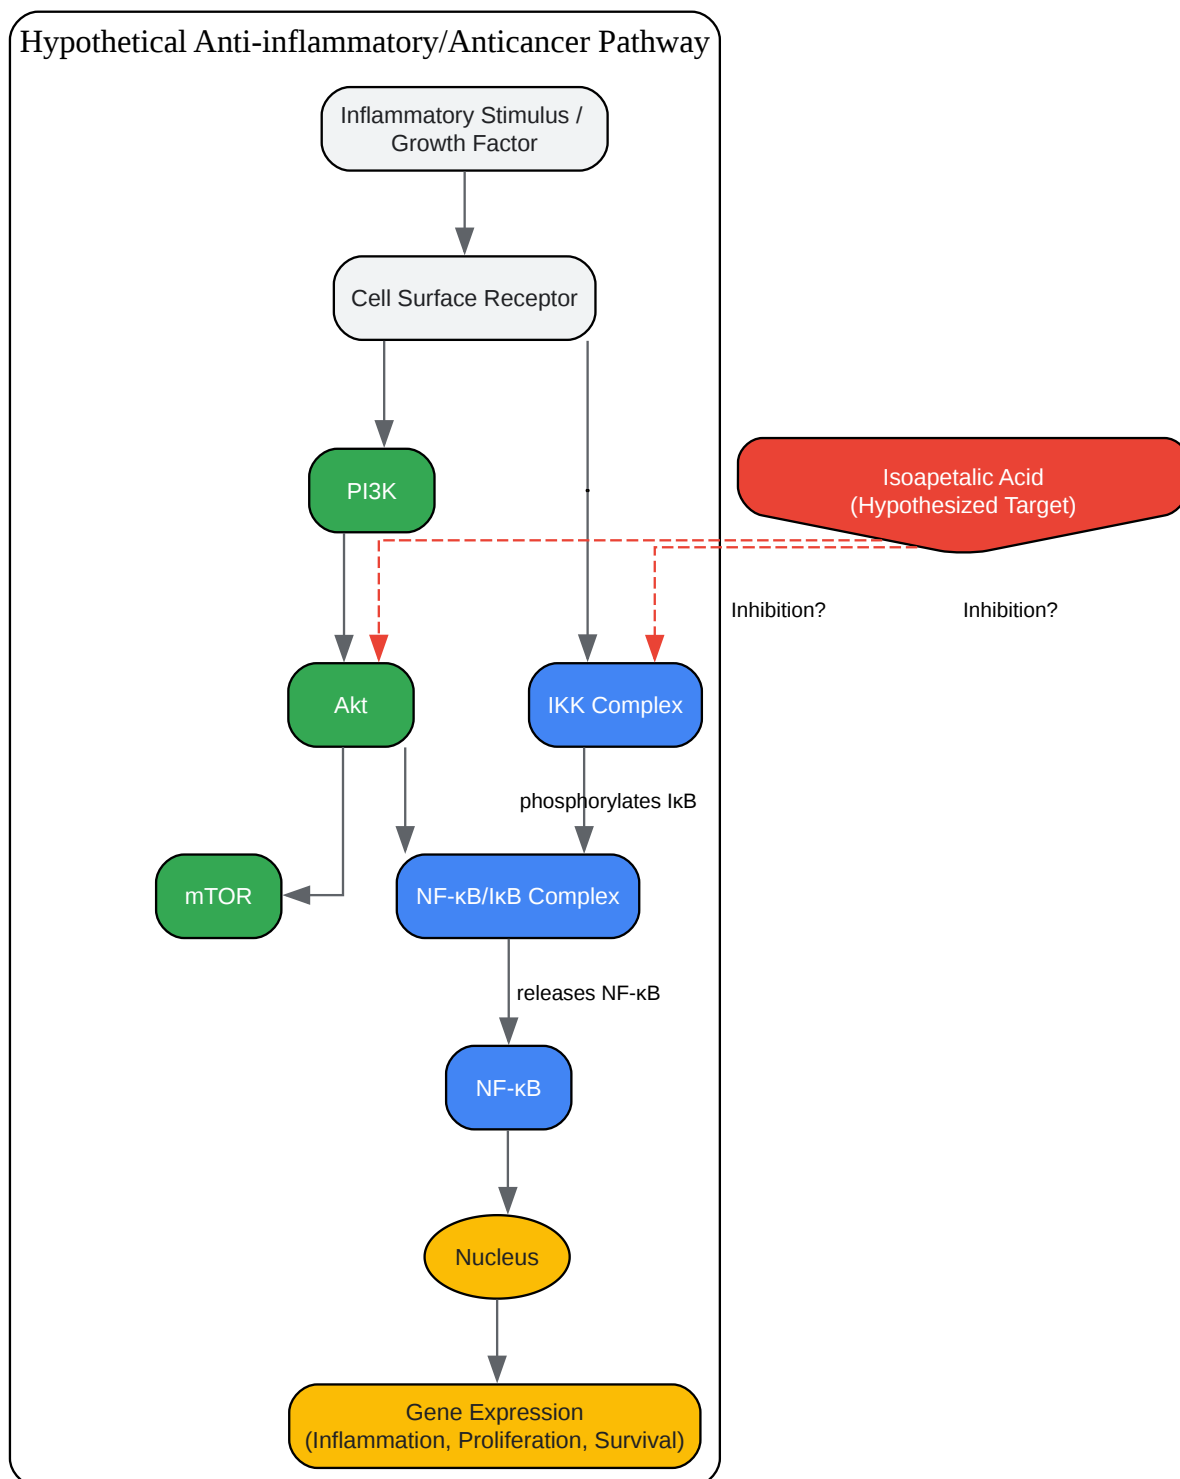 Hypothetical Anti-inflammatory/Anticancer Pathway
Inflammatory Stimulus /
Growth Factor
Cell Surface Receptor
PI3K
Isoapetalic Acid
(Hypothesized Target)
Inhibition?
Inhibition?
Akt
IKK Complex
phosphorylates IκB
mTOR
NF-κB/IκB Complex
releases NF-κB
NF-κB
Nucleus
Gene Expression
(Inflammation, Proliferation, Survival)